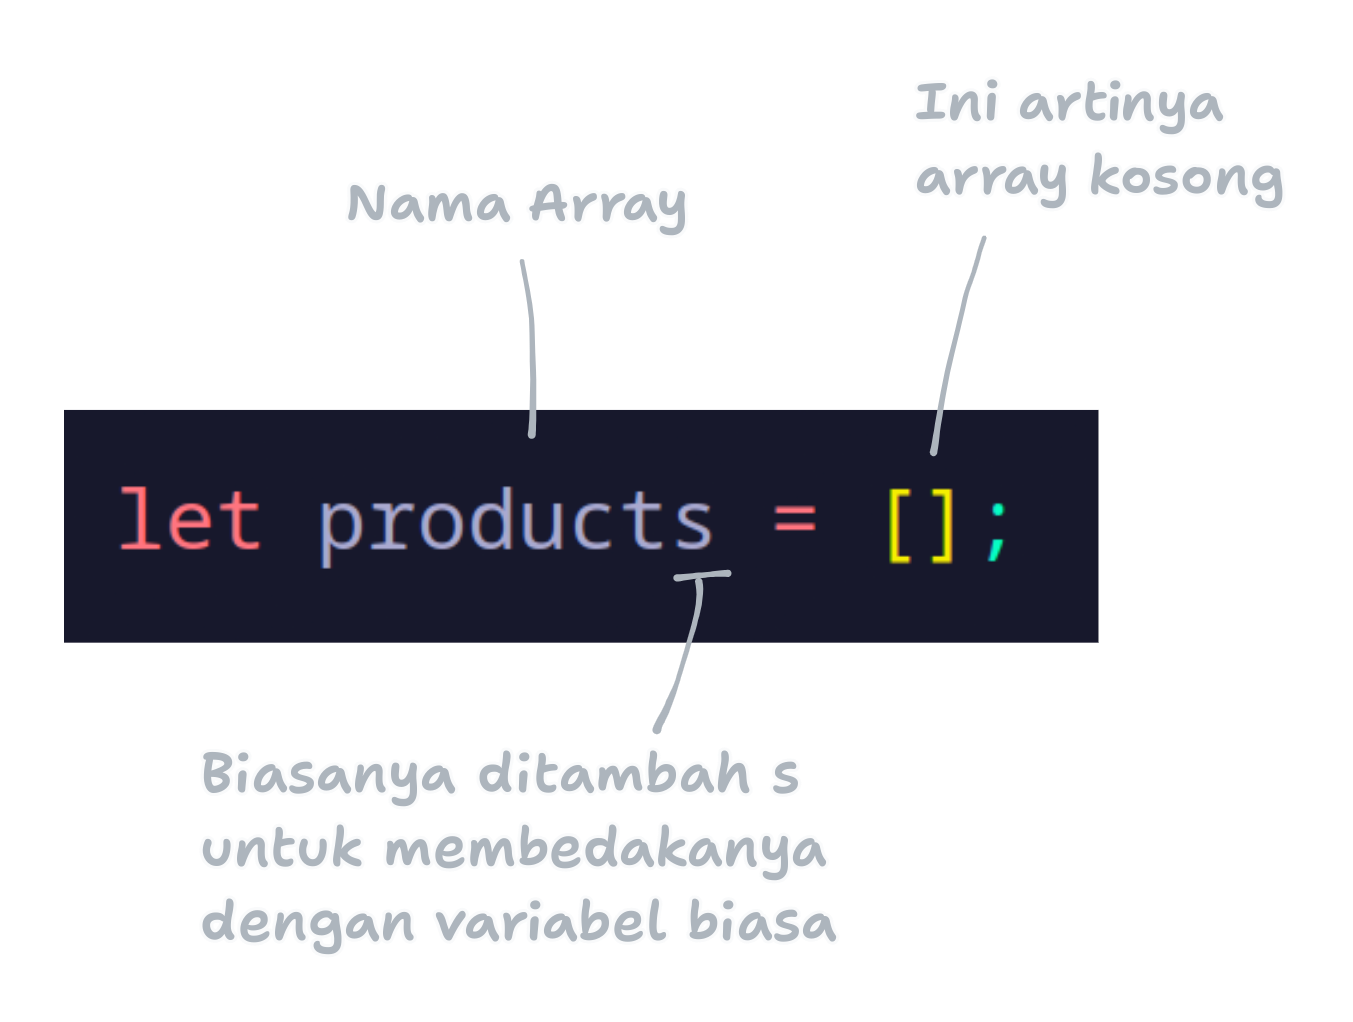 Ini artinya
array kosong
Nama Array
let products = [];
Biasanya ditambah s
untuk membedakanya
dengan variabel biasa